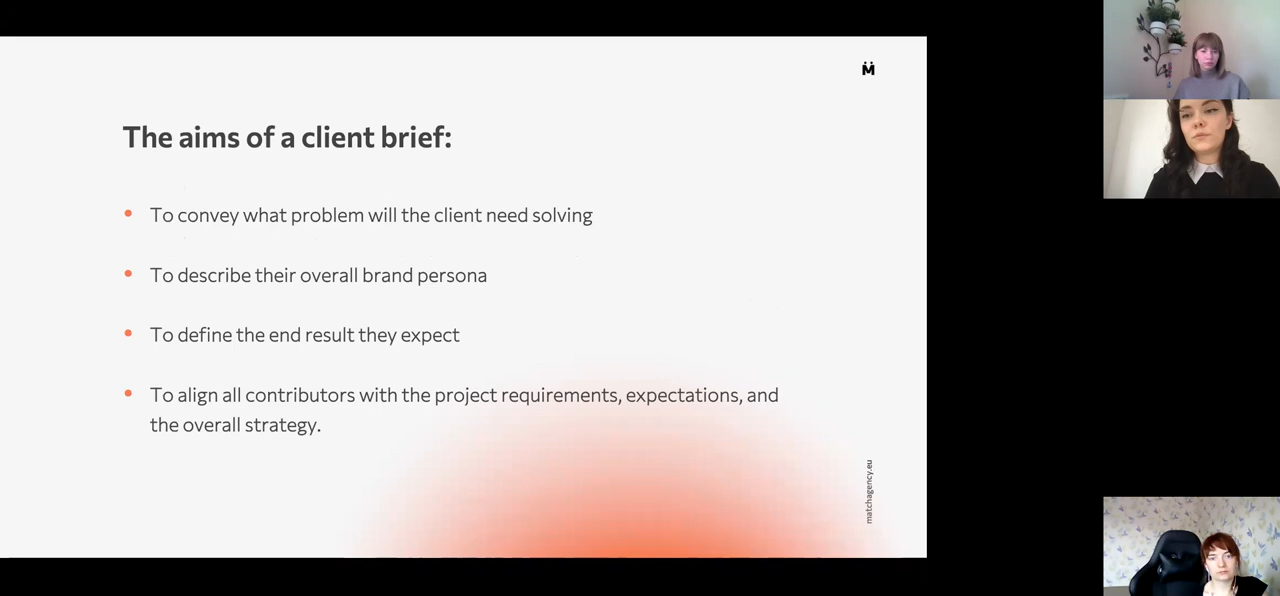 M̈
The aims of a client brief:
To convey what problem will the client need solving
To describe their overall brand persona
To define the end result they expect
To align all contributors with the project requirements, expectations, and
the overall strategy.
matchagency.eu